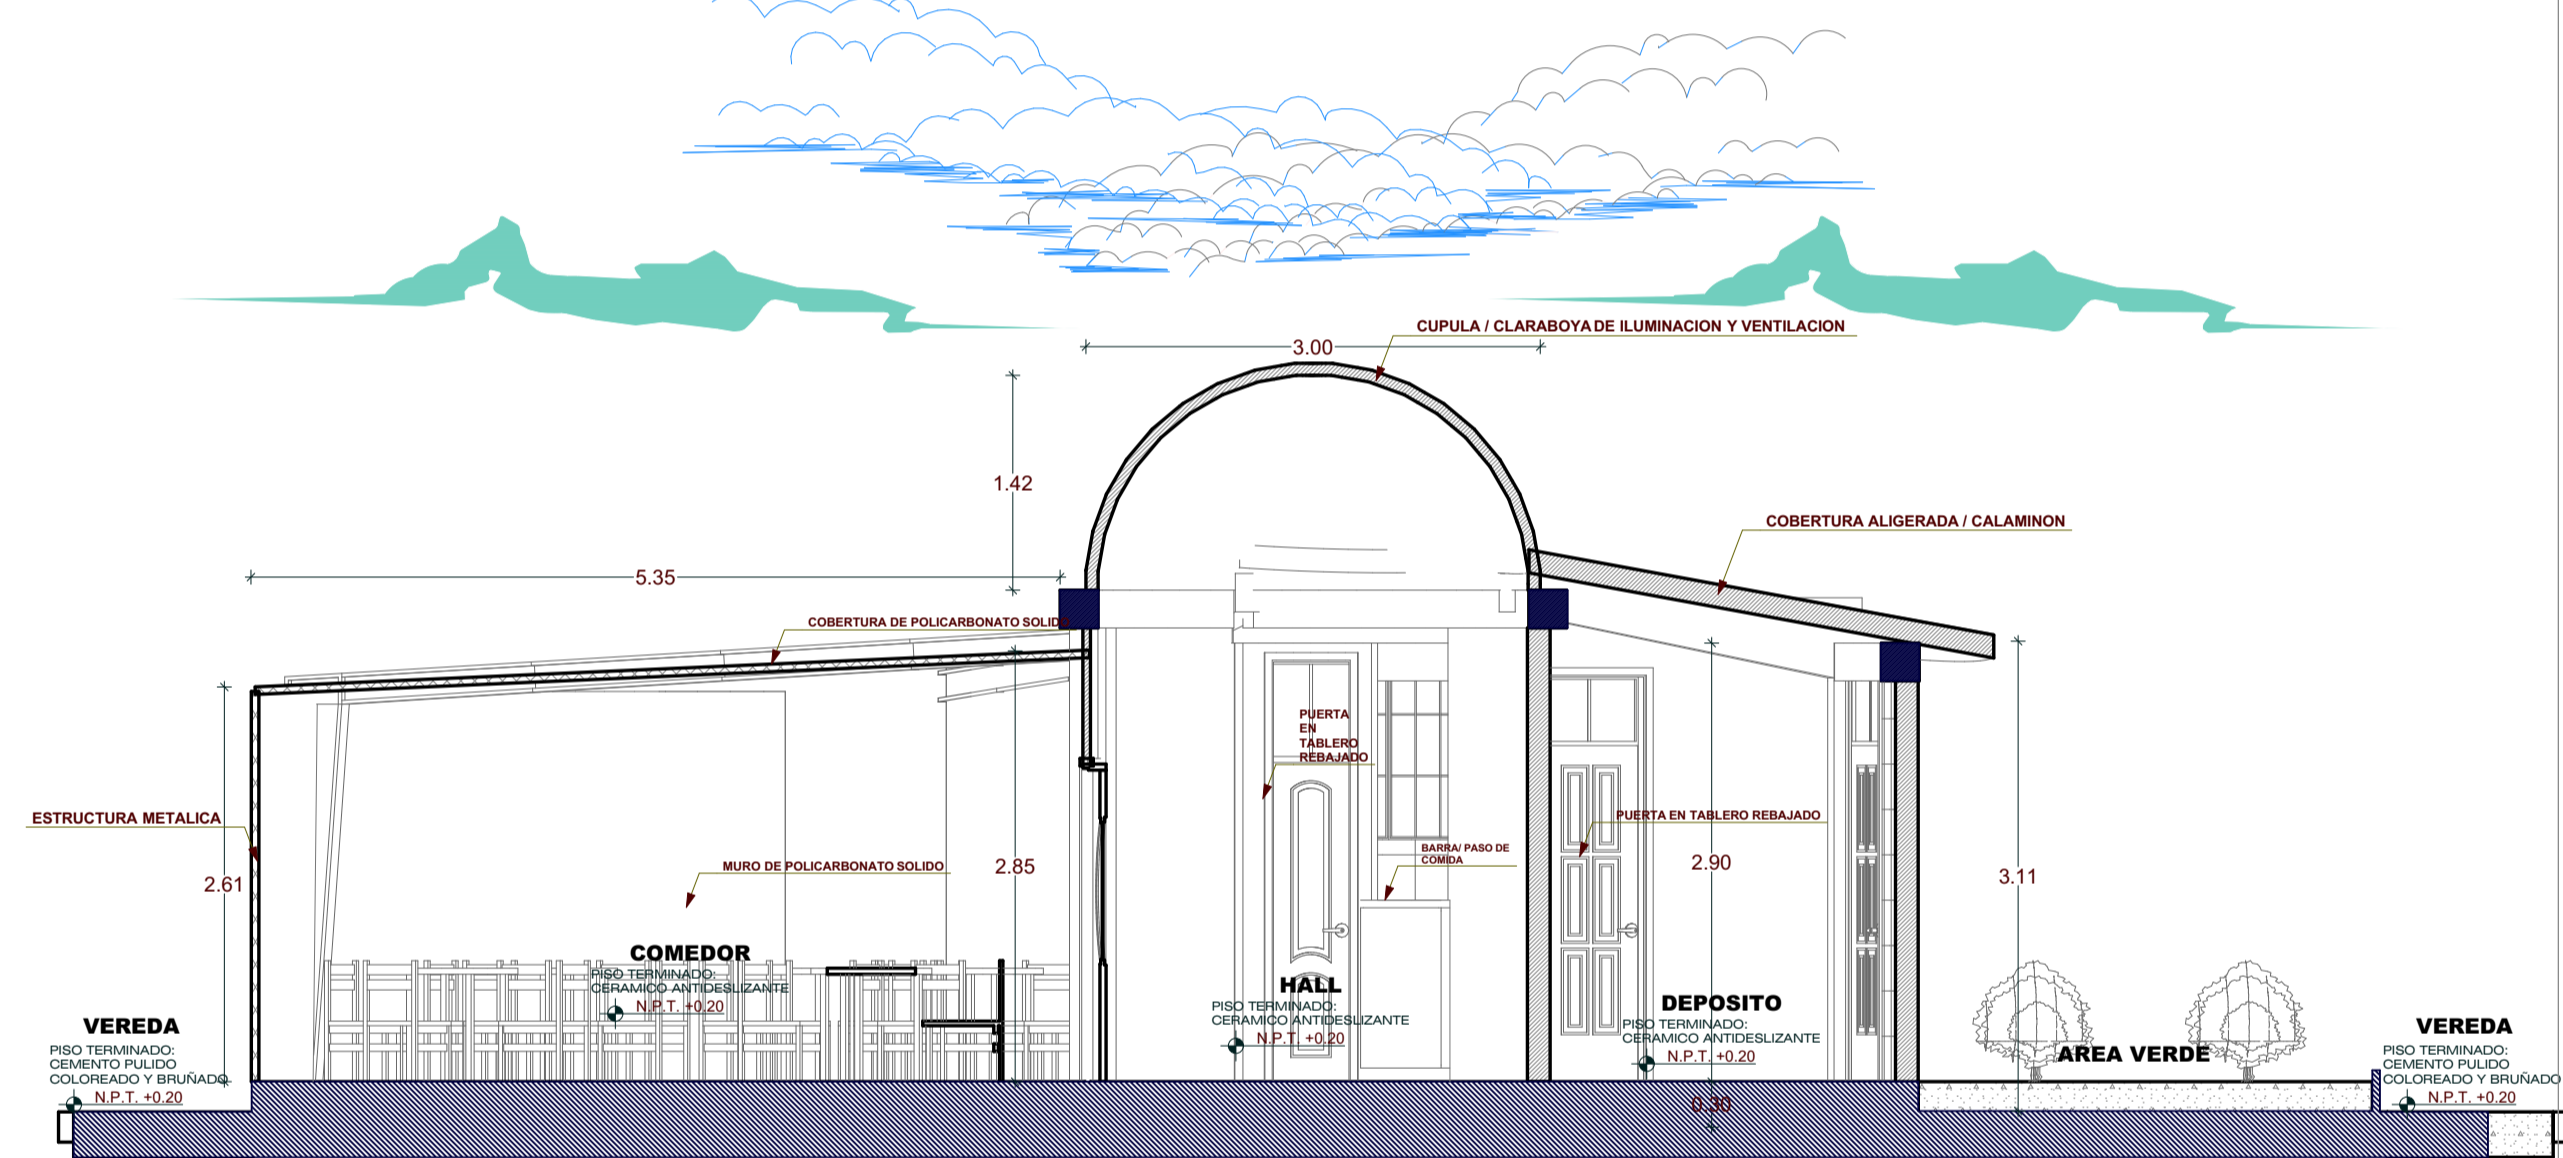 CUPULA / CLARABOYA DE ILUMINACION Y VENTILACION
3.00
1.42
COBERTURA ALIGERADA / CALAMINON
5.35
COBERTURA DE POLICARBONATO SOLIDO
PUERTA
EN
TABLERO
REBAJADO
ESTRUCTURA METALICA
PUERTA EN TABLERO REBAJADO
BARRA/ PASO DE
COMIDA
MURO DE POLICARBONATO SOLIDO
2.61
2.85
2.90
3.11
COMEDOR
PISO TERMINADO:
CERAMICO ANTIDESLIZANTE
N.P.T. +0.20
HALL
PISO TERMINADO:
CERAMICO ANTIDESLIZANTE
N.P.T. +0.20
DEPOSITO
PISO TERMINADO:
CERAMICO ANTIDESLIZANTE
N.P.T. +0.20
VEREDA
PISO TERMINADO:
CEMENTO PULIDO
COLOREADO Y BRUÑADO
N.P.T. +0.20
AREA VERDE
VEREDA
PISO TERMINADO:
CEMENTO PULIDO
COLOREADO Y BRUÑADO
N.P.T. +0.20
0.30